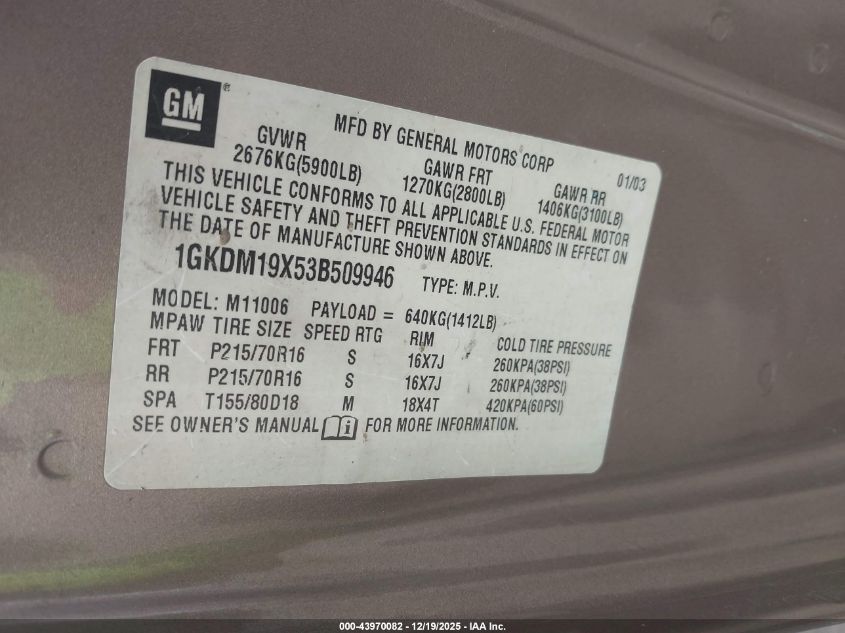 GM®
MFD BY GENERAL MOTORS CORP
01/03
GVWR GAWR FRT GAWR RR
2676KG(5900LB) 1270KG(2800LB) 1406KG(3100LB)
THIS VEHICLE CONFORMS TO ALL APPLICABLE U.S. FEDERAL MOTOR
VEHICLE SAFETY AND THEFT PREVENTION STANDARDS IN EFFECT ON
THE DATE OF MANUFACTURE SHOWN ABOVE.
1GKDM19X53B509946 TYPE: M.P.V.
MODEL: M11006 PAYLOAD = 640KG(1412LB)
MPAW TIRE SIZE SPEED RTG RIM COLD TIRE PRESSURE
FRT P215/70R16 S 16X7J 260KPA(38PSI)
RR P215/70R16 S 16X7J 260KPA(38PSI)
SPA T155/80D18 M 18X4T 420KPA(60PSI)
SEE OWNER'S MANUAL i FOR MORE INFORMATION.
000-43970082 - 12/19/2025 - IAA Inc.